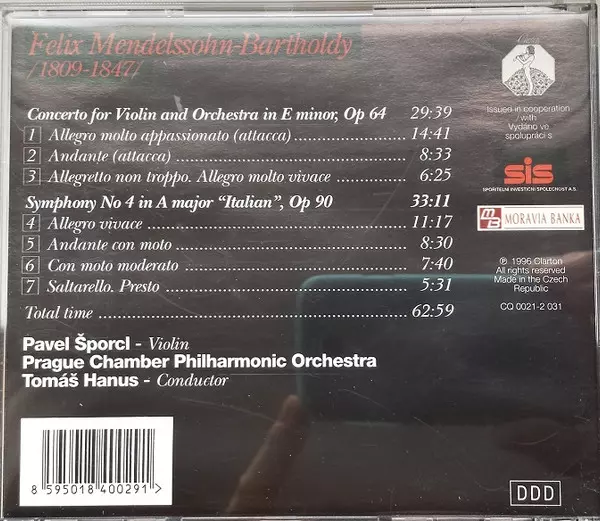 Felix Mendelssohn-Bartholdy
/1809-1847/
Concerto for Violin and Orchestra in E minor, Op 64 29:39
1 Allegro molto appassionato (attacca) 14:41
2 Andante (attacca) 8:33
3 Allegretto non troppo. Allegro molto vivace 6:25
Symphony No 4 in A major "Italian", Op 90 33:11
4 Allegro vivace 11:17
5 Andante con moto 8:30
6 Con moto moderato 7:40
7 Saltarello. Presto 5:31
Total time 62:59
Pavel Šporcl - Violin
Prague Chamber Philharmonic Orchestra
Tomáš Hanus - Conductor
Issued in cooperation
with
Vydáno ve
spolupráci s
sis
SPOŘITELNÍ INVESTIČNÍ SPOLEČNOST A.S.
MB MORAVIA BANKA
℗ 1996 Clarton
All rights reserved
Made in the Czech
Republic
CQ 0021-2 031
8 595018 400291 >
DDD